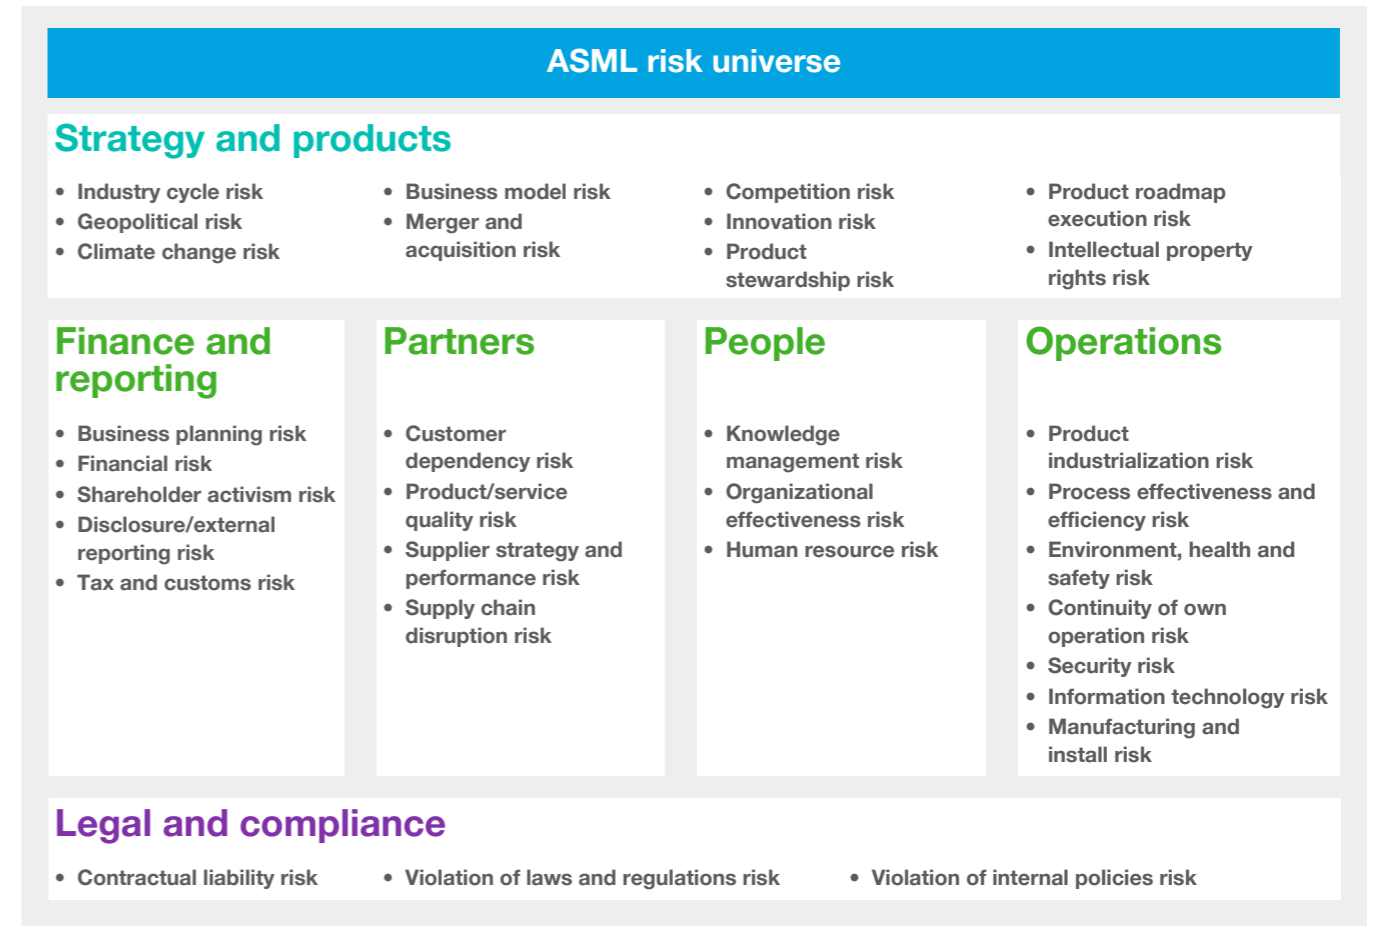 ASML risk universe
Strategy and products
• Industry cycle risk
• Geopolitical risk
• Climate change risk
• Business model risk
• Merger and
acquisition risk
• Competition risk
• Innovation risk
• Product
stewardship risk
• Product roadmap
execution risk
• Intellectual property
rights risk
Finance and
reporting
• Business planning risk
• Financial risk
• Shareholder activism risk
• Disclosure/external
reporting risk
• Tax and customs risk
Partners
• Customer
dependency risk
• Product/service
quality risk
• Supplier strategy and
performance risk
• Supply chain
disruption risk
People
• Knowledge
management risk
• Organizational
effectiveness risk
• Human resource risk
Operations
• Product
industrialization risk
• Process effectiveness and
efficiency risk
• Environment, health and
safety risk
• Continuity of own
operation risk
• Security risk
• Information technology risk
• Manufacturing and
install risk
Legal and compliance
• Contractual liability risk
• Violation of laws and regulations risk
• Violation of internal policies risk